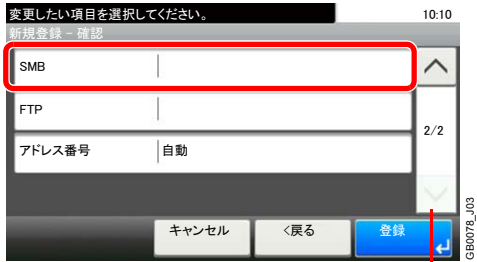 変更したい項目を選択してください。 10:10
新規登録 - 確認
SMB
FTP
2/2
アドレス番号 自動
キャンセル <戻る 登録
GB0078_J03